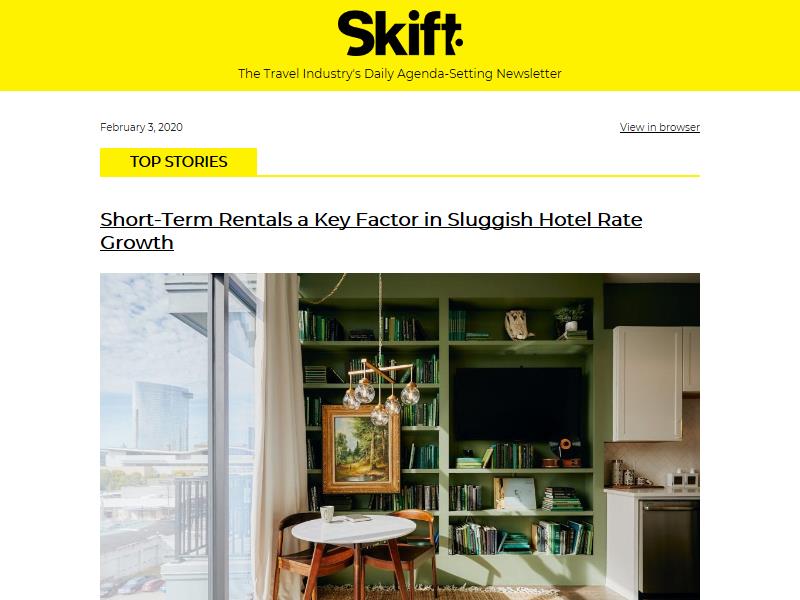 Skift
The Travel Industry's Daily Agenda-Setting Newsletter
February 3, 2020
View in browser
TOP STORIES
Short-Term Rentals a Key Factor in Sluggish Hotel Rate
Growth